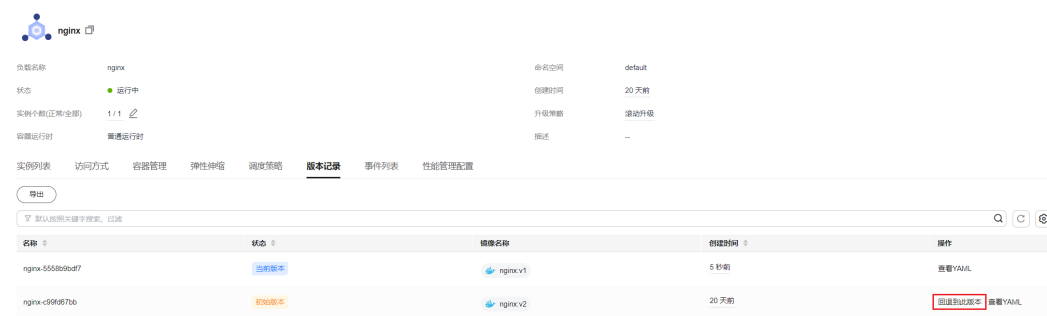 nginx
负载名称 nginx 命名空间 default
状态 运行中 创建时间 20 天前
实例个数(正常/全部) 1 / 1 升级策略 滚动升级
容器运行时 普通运行时 描述 --
实例列表 访问方式 容器管理 弹性伸缩 调度策略 版本记录 事件列表 性能管理配置
导出
默认按照关键字搜索、过滤
名称 状态 镜像名称 创建时间 操作
nginx-5558b9bdf7 当前版本 nginx:v1 5 秒前 查看YAML
nginx-c99fd67bb 初始版本 nginx:v2 20 天前 回退到此版本 查看YAML